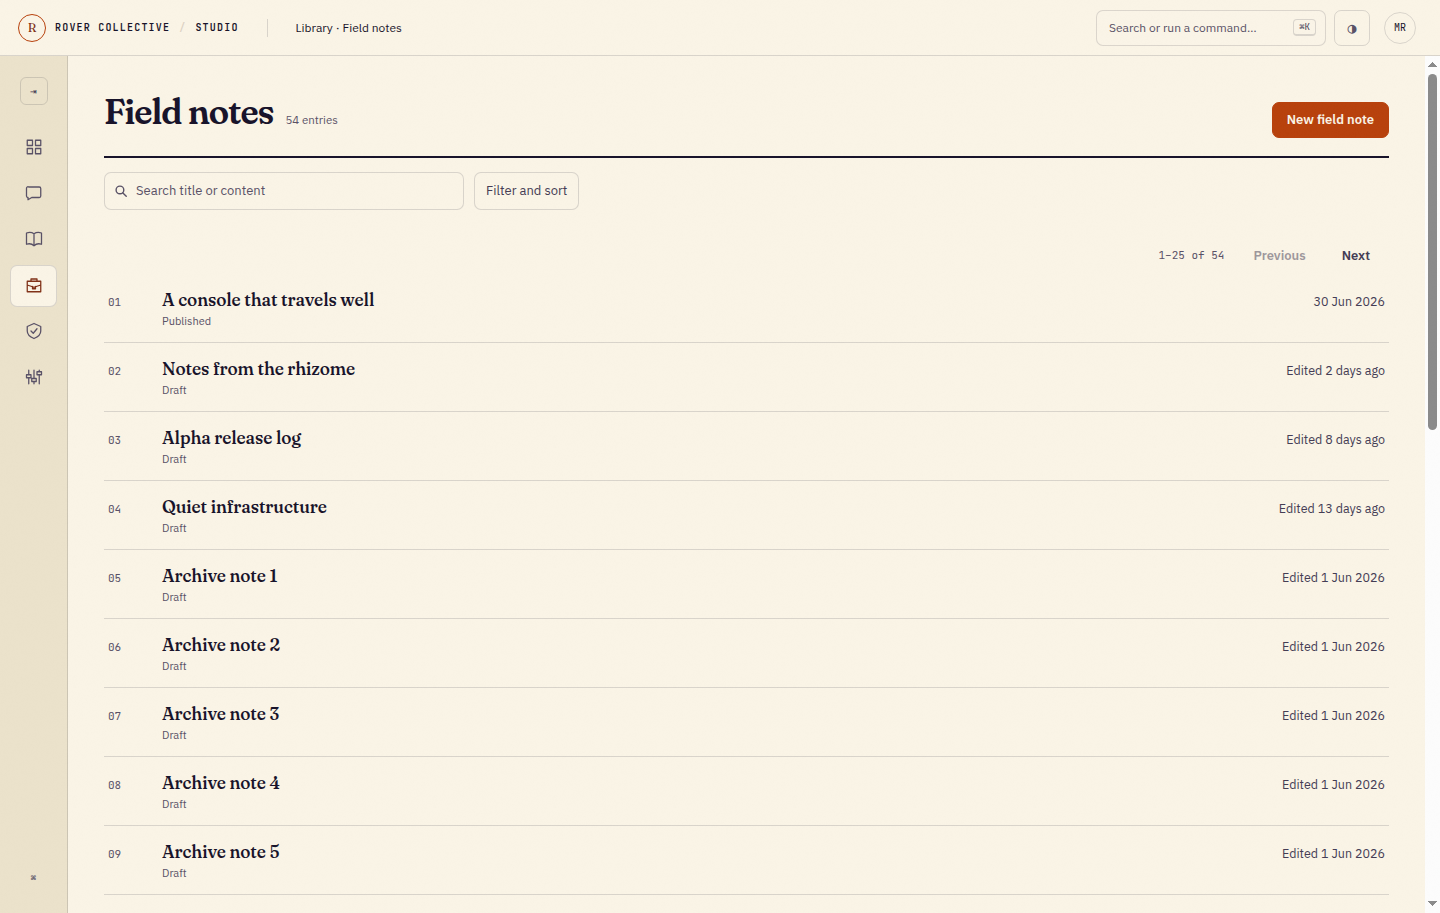 R ROVER COLLECTIVE / STUDIO Library · Field notes Search or run a command... ⌘K MR
Field notes 54 entries New field note
Search title or content Filter and sort
1–25 of 54 Previous Next
01 A console that travels well 30 Jun 2026
Published
02 Notes from the rhizome Edited 2 days ago
Draft
03 Alpha release log Edited 8 days ago
Draft
04 Quiet infrastructure Edited 13 days ago
Draft
05 Archive note 1 Edited 1 Jun 2026
Draft
06 Archive note 2 Edited 1 Jun 2026
Draft
07 Archive note 3 Edited 1 Jun 2026
Draft
08 Archive note 4 Edited 1 Jun 2026
Draft
09 Archive note 5 Edited 1 Jun 2026
Draft
⌘